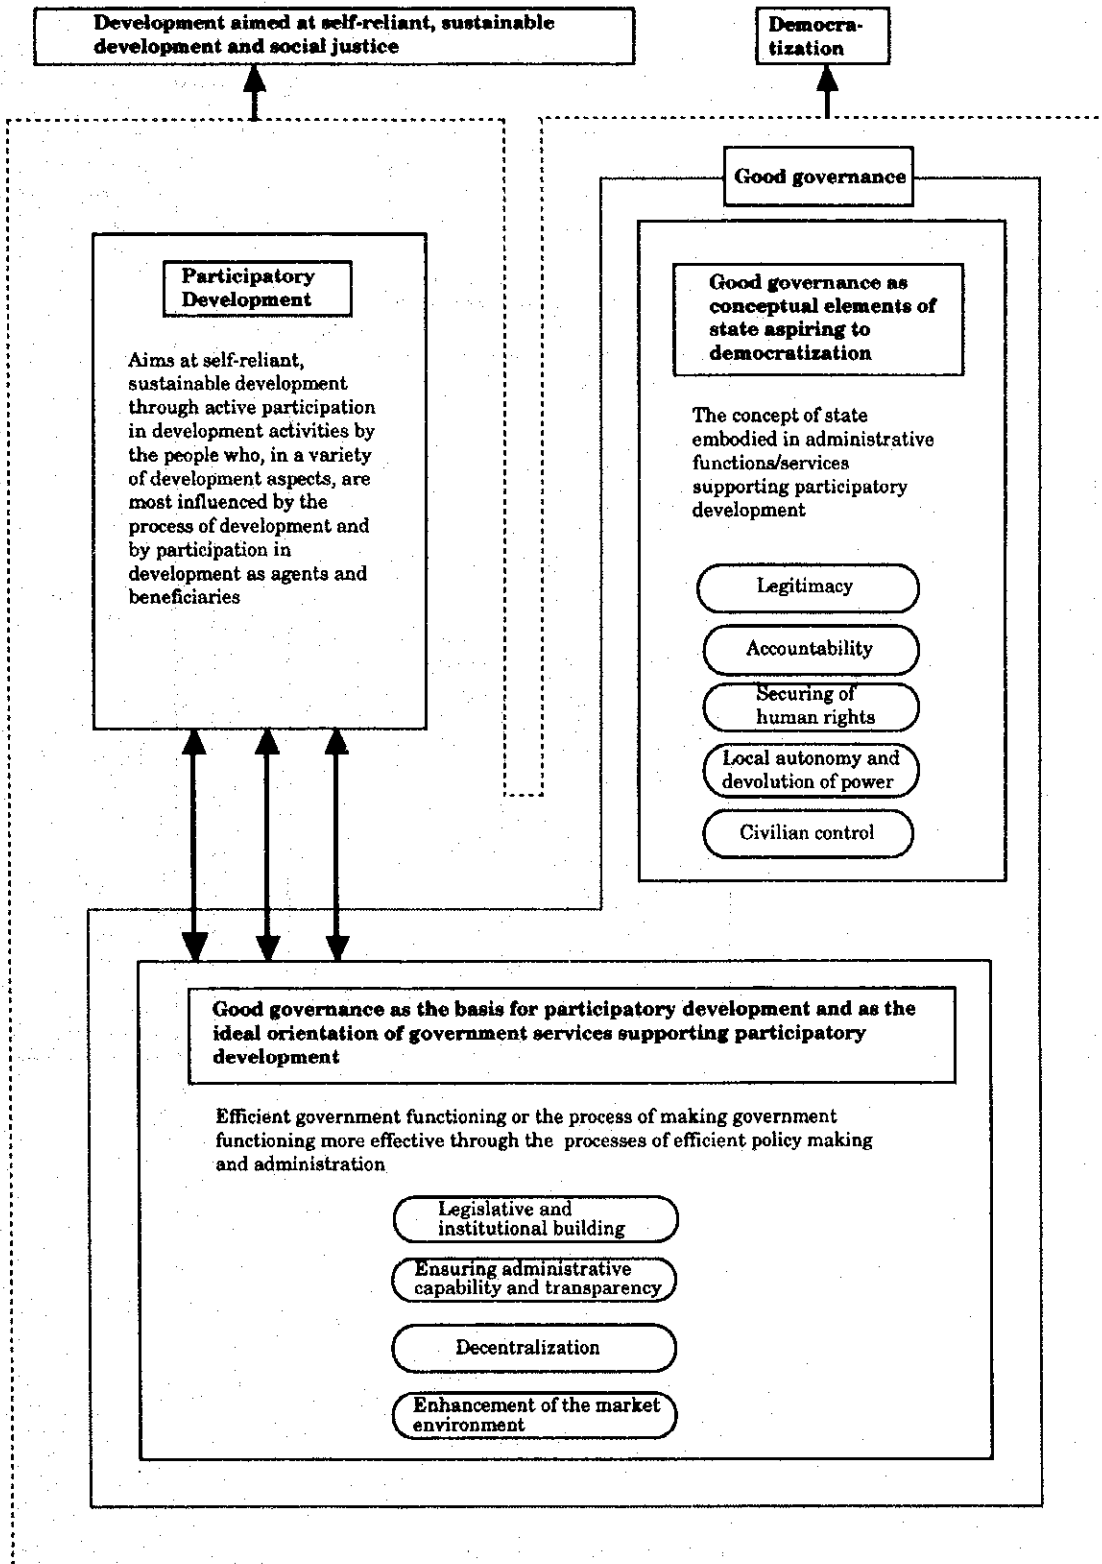 Development aimed at self-reliant, sustainable
development and social justice
Democra-
tization
Good governance
Participatory
Development
Aims at self-reliant,
sustainable development
through active participation
in development activities by
the people who, in a variety
of development aspects, are
most influenced by the
process of development and
by participation in
development as agents and
beneficiaries
Good governance as
conceptual elements of
state aspiring to
democratization
The concept of state
embodied in administrative
functions/services
supporting participatory
development
Legitimacy
Accountability
Securing of
human rights
Local autonomy and
devolution of power
Civilian control
Good governance as the basis for participatory development and as the
ideal orientation of government services supporting participatory
development
Efficient government functioning or the process of making government
functioning more effective through the processes of efficient policy making
and administration
Legislative and
institutional building
Ensuring administrative
capability and transparency
Decentralization
Enhancement of the market
environment